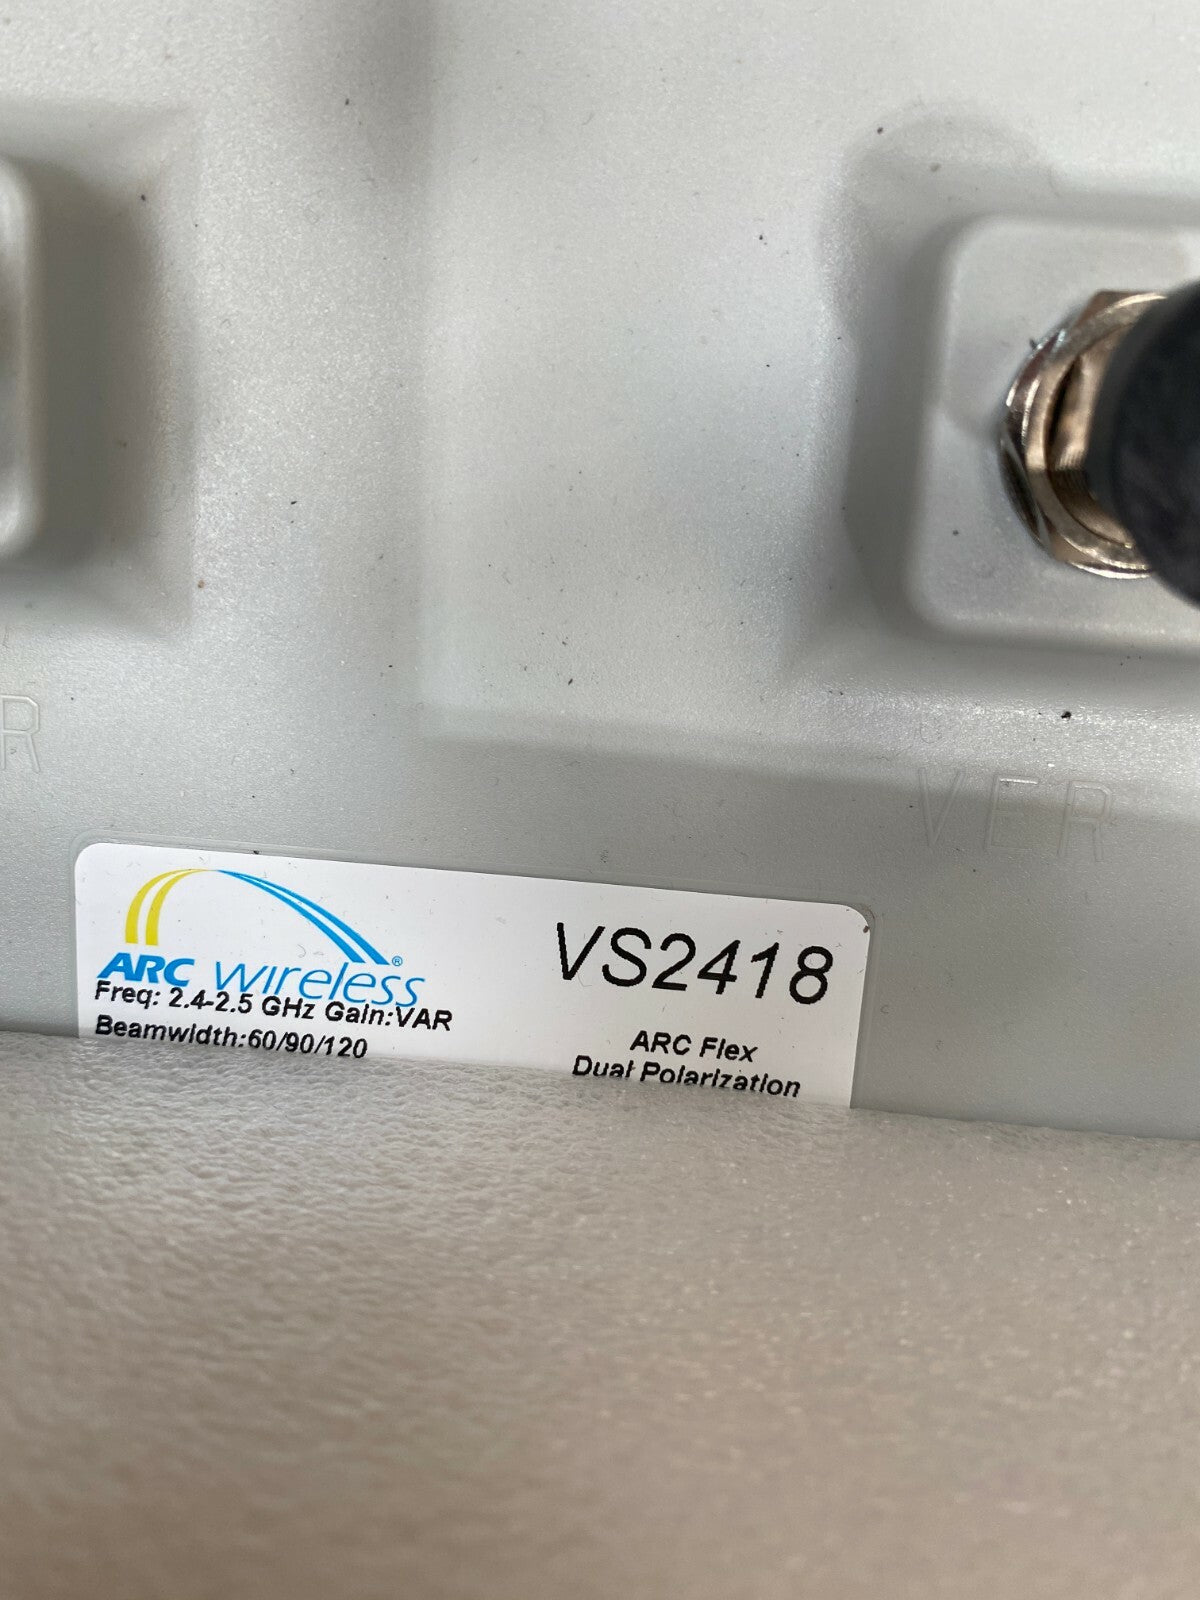 R
VER
ARC wireless®
VS2418
Freq: 2.4-2.5 GHz Gain:VAR
Beamwidth:60/90/120
ARC Flex
Dual Polarization